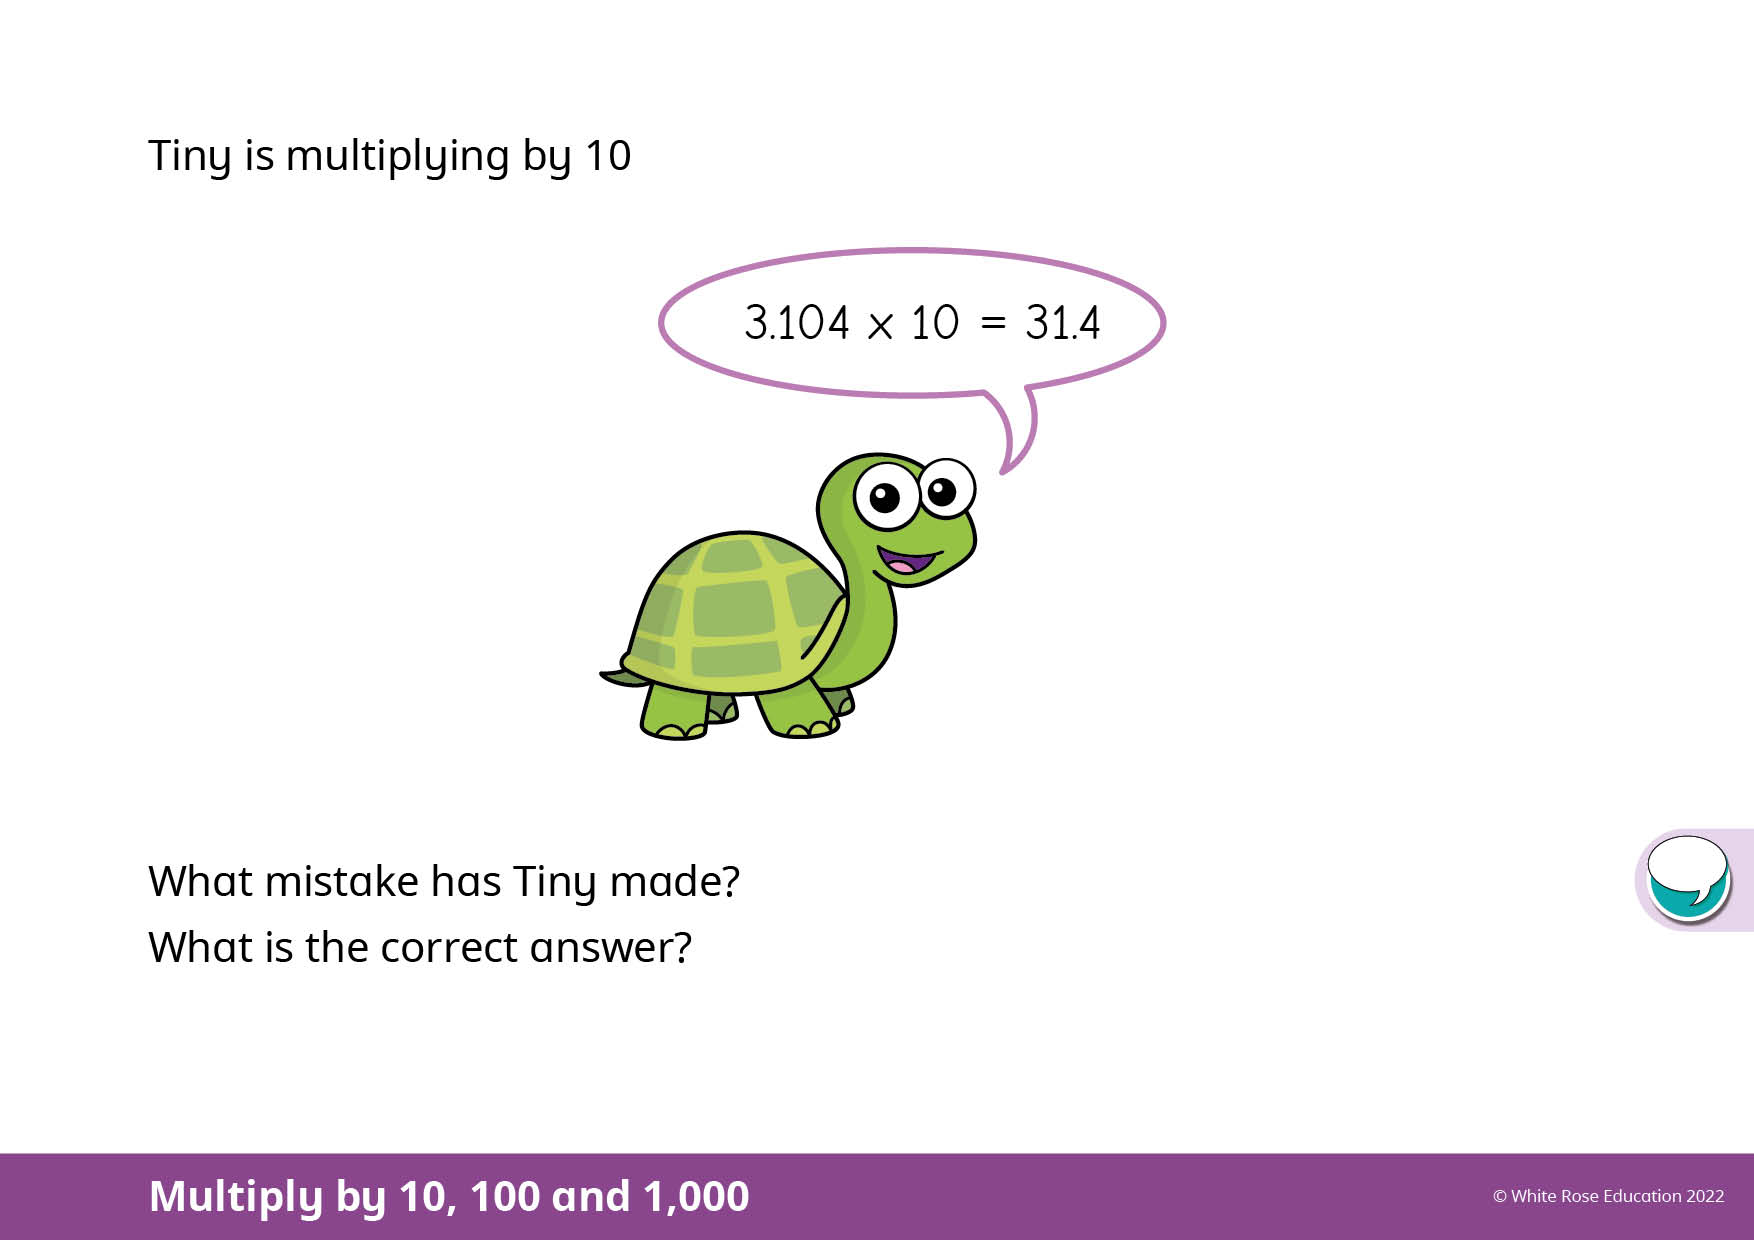 Tiny is multiplying by 10
3.104 × 10 = 31.4
What mistake has Tiny made?
What is the correct answer?
Multiply by 10, 100 and 1,000
© White Rose Education 2022